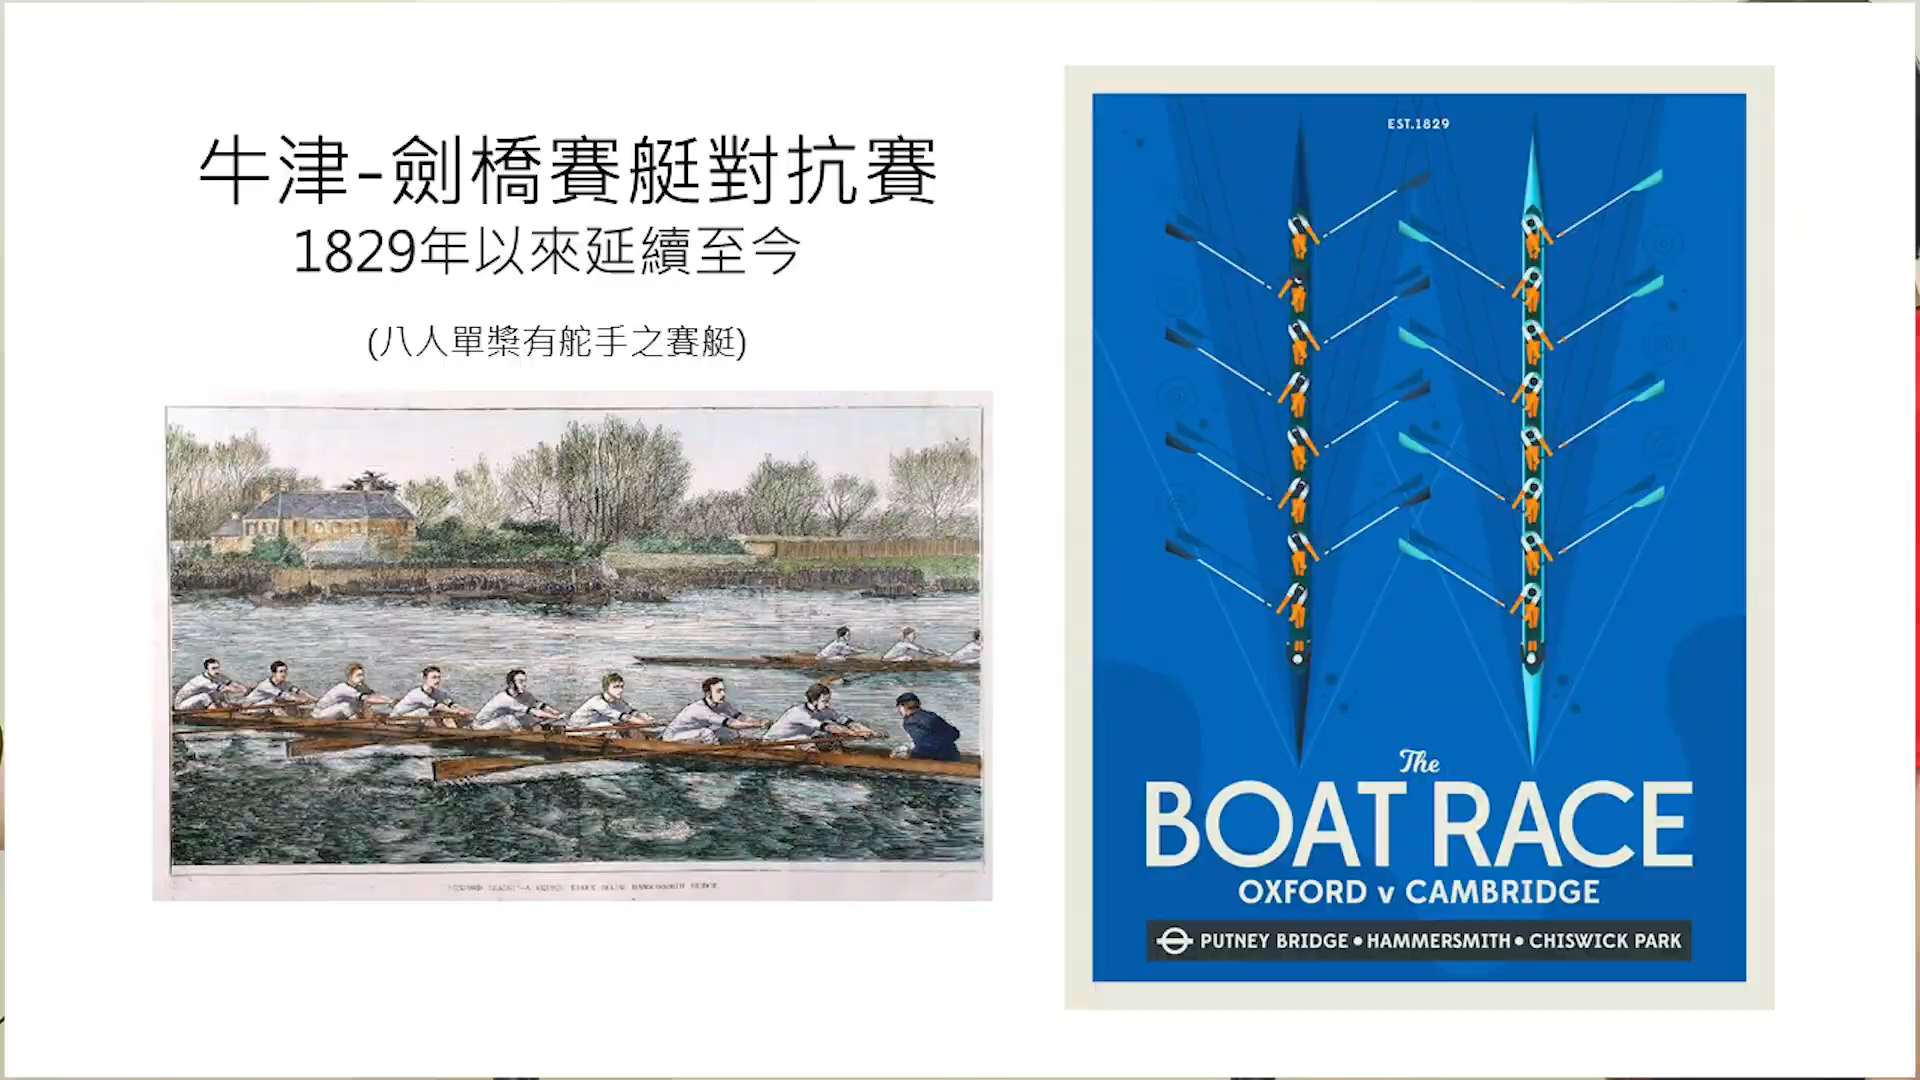 牛津-劍橋賽艇對抗賽
1829年以來延續至今
(八人單槳有舵手之賽艇)
EST.1829
The
BOAT RACE
OXFORD v CAMBRIDGE
PUTNEY BRIDGE • HAMMERSMITH • CHISWICK PARK